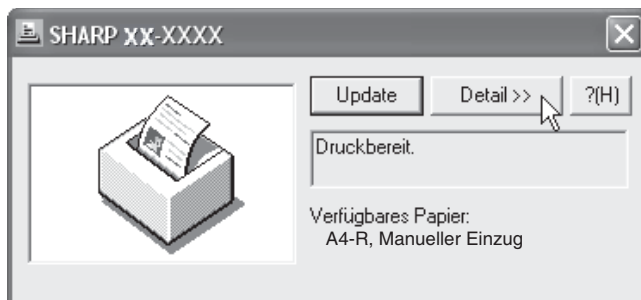 SHARP XX-XXXX
Update Detail >> ?(H)
Druckbereit.
Verfügbares Papier:
A4-R, Manueller Einzug